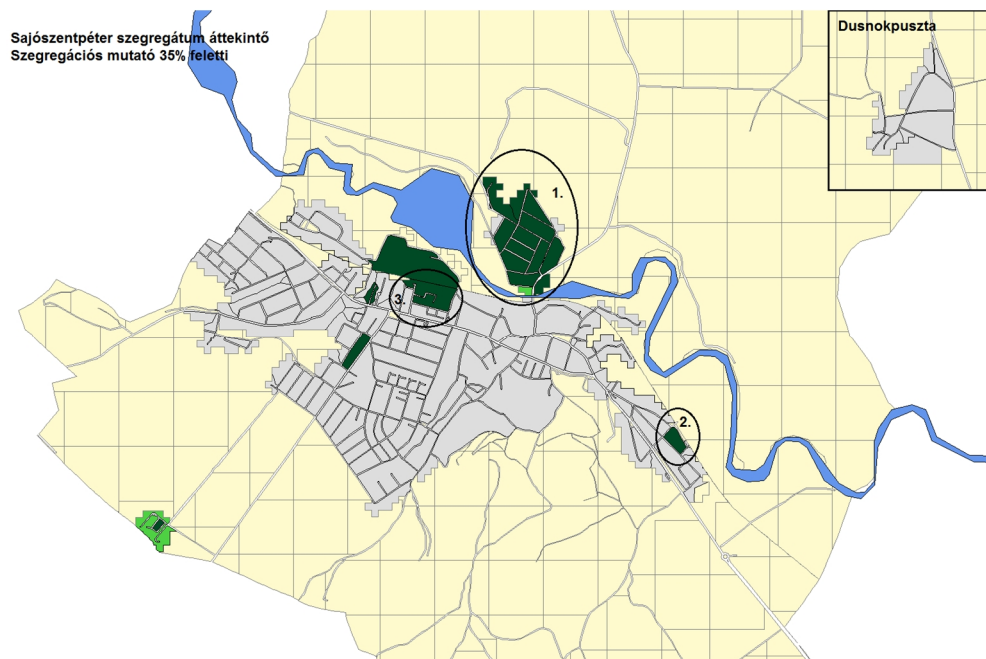 Sajószentpéter szegregátum áttekintő
Szegregációs mutató 35% feletti
Dusnokpuszta
1.
3.
2.